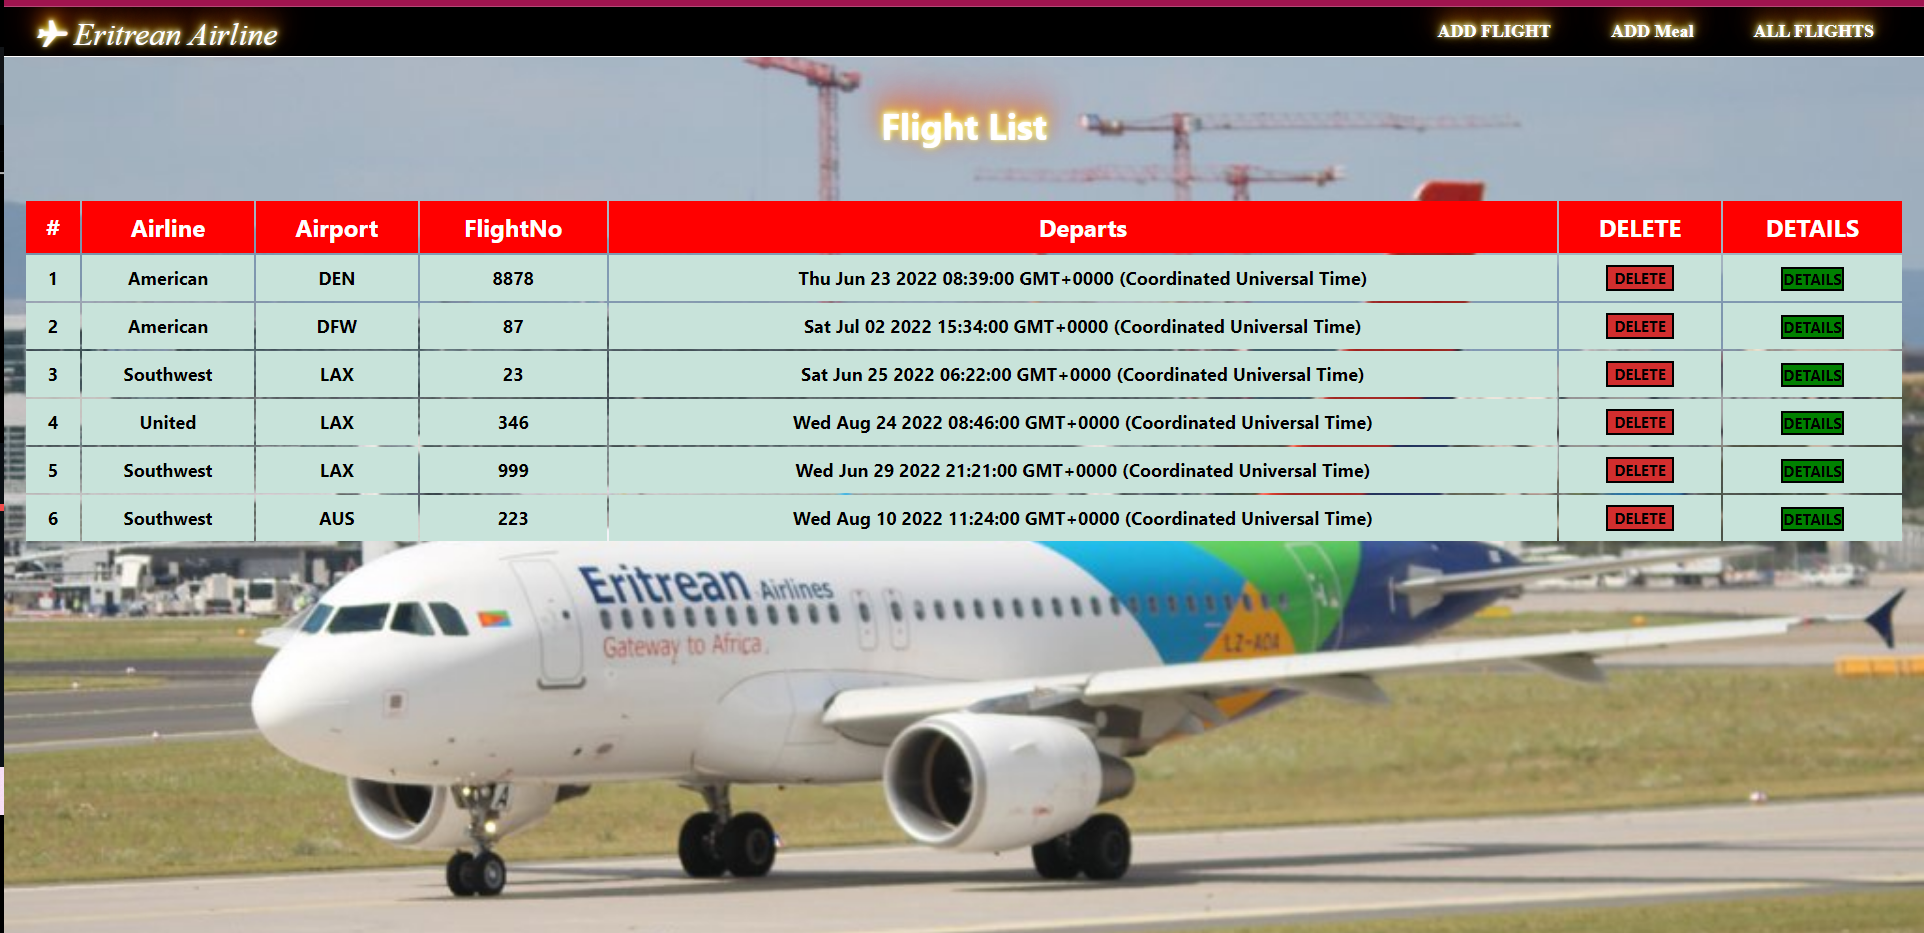 Eritrean Airline ADD FLIGHT ADD Meal ALL FLIGHTS
Flight List
# Airline Airport FlightNo Departs DELETE DETAILS
1 American DEN 8878 Thu Jun 23 2022 08:39:00 GMT+0000 (Coordinated Universal Time) DELETE DETAILS
2 American DFW 87 Sat Jul 02 2022 15:34:00 GMT+0000 (Coordinated Universal Time) DELETE DETAILS
3 Southwest LAX 23 Sat Jun 25 2022 06:22:00 GMT+0000 (Coordinated Universal Time) DELETE DETAILS
4 United LAX 346 Wed Aug 24 2022 08:46:00 GMT+0000 (Coordinated Universal Time) DELETE DETAILS
5 Southwest LAX 999 Wed Jun 29 2022 21:21:00 GMT+0000 (Coordinated Universal Time) DELETE DETAILS
6 Southwest AUS 223 Wed Aug 10 2022 11:24:00 GMT+0000 (Coordinated Universal Time) DELETE DETAILS
Eritrean Airlines
Gateway to Africa.
LZ-AOA
A